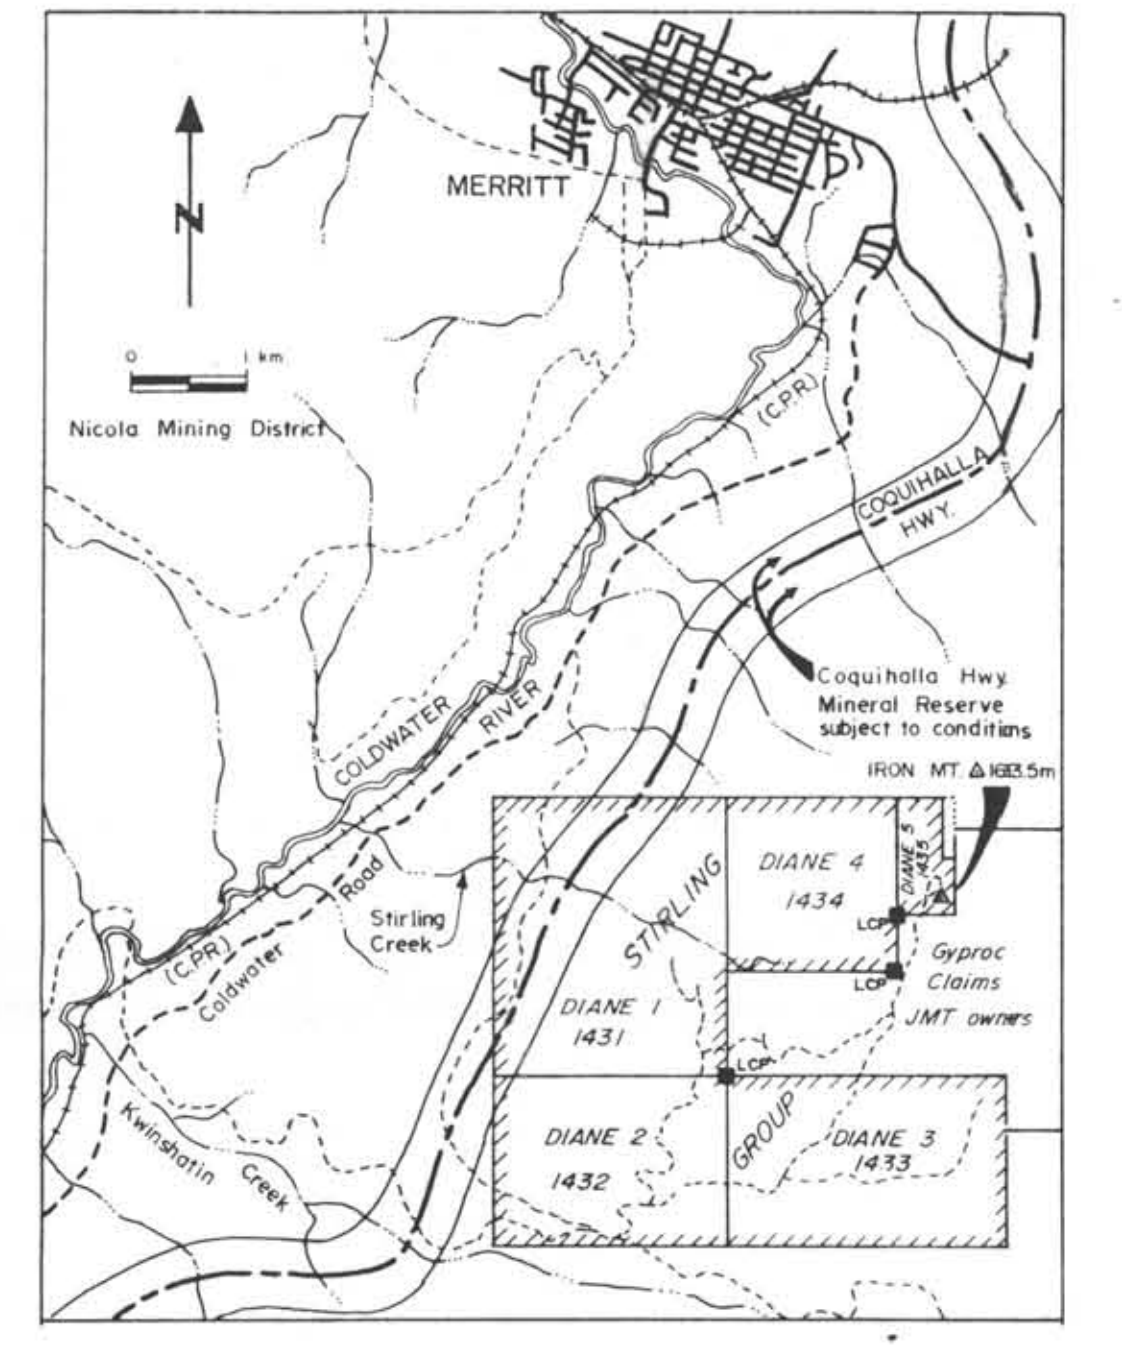 MERRITT
N
0 1 km
Nicola Mining District
(C.P.R.)
COQUIHALLA
HWY.
Coquihalla Hwy.
Mineral Reserve
subject to conditions
COLDWATER
RIVER
IRON MT. 1613.5m
STIRLING
GROUP
DIANE 4
1434
DIANE 5
1435
LCP
Stirling
Creek
Road
Coldwater
(C.P.R.)
LCP
Gyproc
Claims
JMT owners
DIANE 1
1431
LCP
Kwinshatin
Creek
DIANE 2
1432
DIANE 3
1433